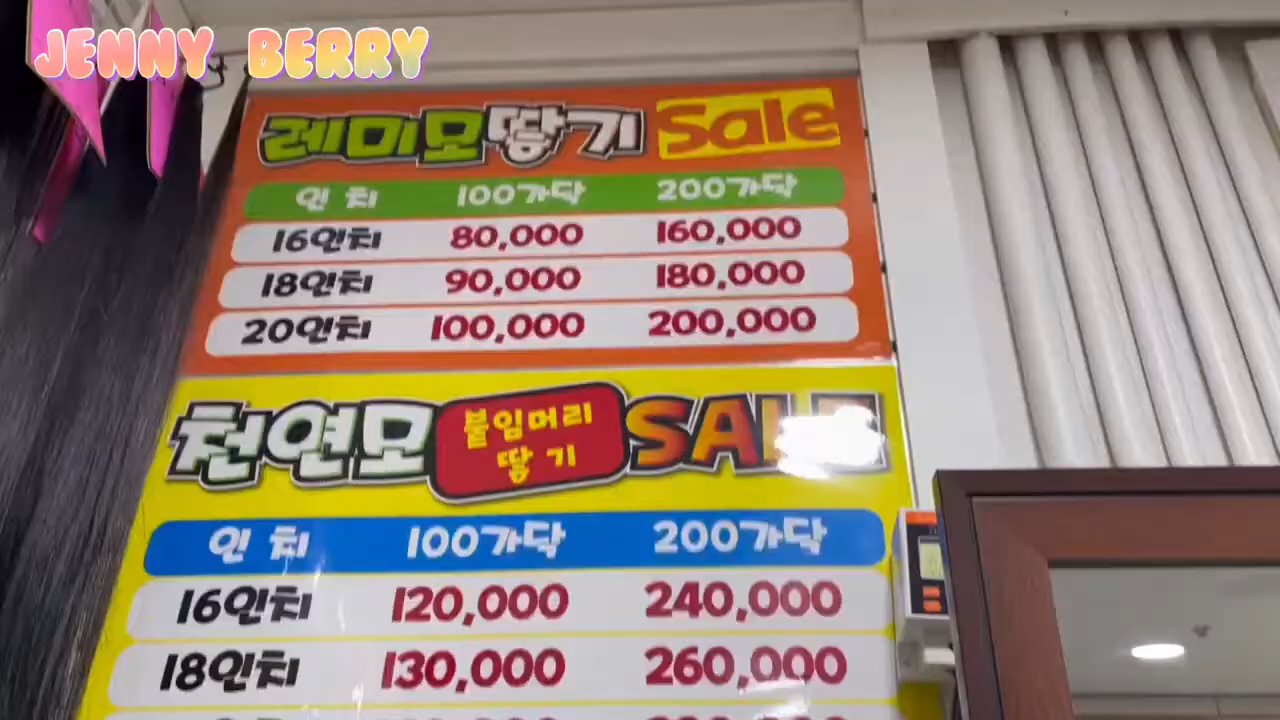 JENNY BERRY
레미모땋기 Sale
인치 100가닥 200가닥
16인치 80,000 160,000
18인치 90,000 180,000
20인치 100,000 200,000
천연모 붙임머리 땋기 SALE
인치 100가닥 200가닥
16인치 120,000 240,000
18인치 130,000 260,000